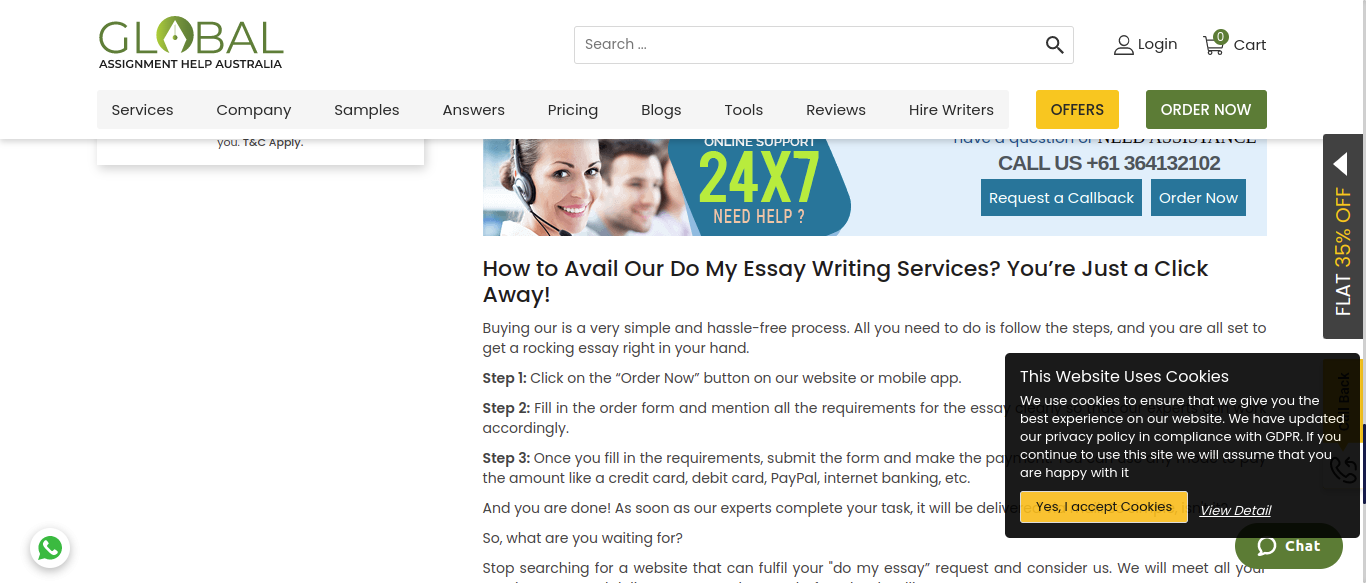 GLOBAL
ASSIGNMENT HELP AUSTRALIA
Search ...
Login
0
Cart
Services
Company
Samples
Answers
Pricing
Blogs
Tools
Reviews
Hire Writers
OFFERS
ORDER NOW
you. T&C Apply.
ONLINE SUPPORT
24X7
NEED HELP ?
have a question or NEED ASSISTANCE
CALL US +61 364132102
Request a Callback
Order Now
FLAT 35% OFF
How to Avail Our Do My Essay Writing Services? You’re Just a Click
Away!
Buying our is a very simple and hassle-free process. All you need to do is follow the steps, and you are all set to
get a rocking essay right in your hand.
Step 1: Click on the “Order Now” button on our website or mobile app.
Step 2: Fill in the order form and mention all the requirements for the essay clearly so that our experts can work
accordingly.
Step 3: Once you fill in the requirements, submit the form and make the
the amount like a credit card, debit card, PayPal, internet banking, etc.
And you are done! As soon as our experts complete your task, it will be
So, what are you waiting for?
Stop searching for a website that can fulfil your "do my essay” request and consider us. We will meet all your
This Website Uses Cookies
We use cookies to ensure that we give you the
best experience on our website. We have updated
our privacy policy in compliance with GDPR. If you
continue to use this site we will assume that you
are happy with it
Yes, I accept Cookies
View Detail
Call Back
Chat